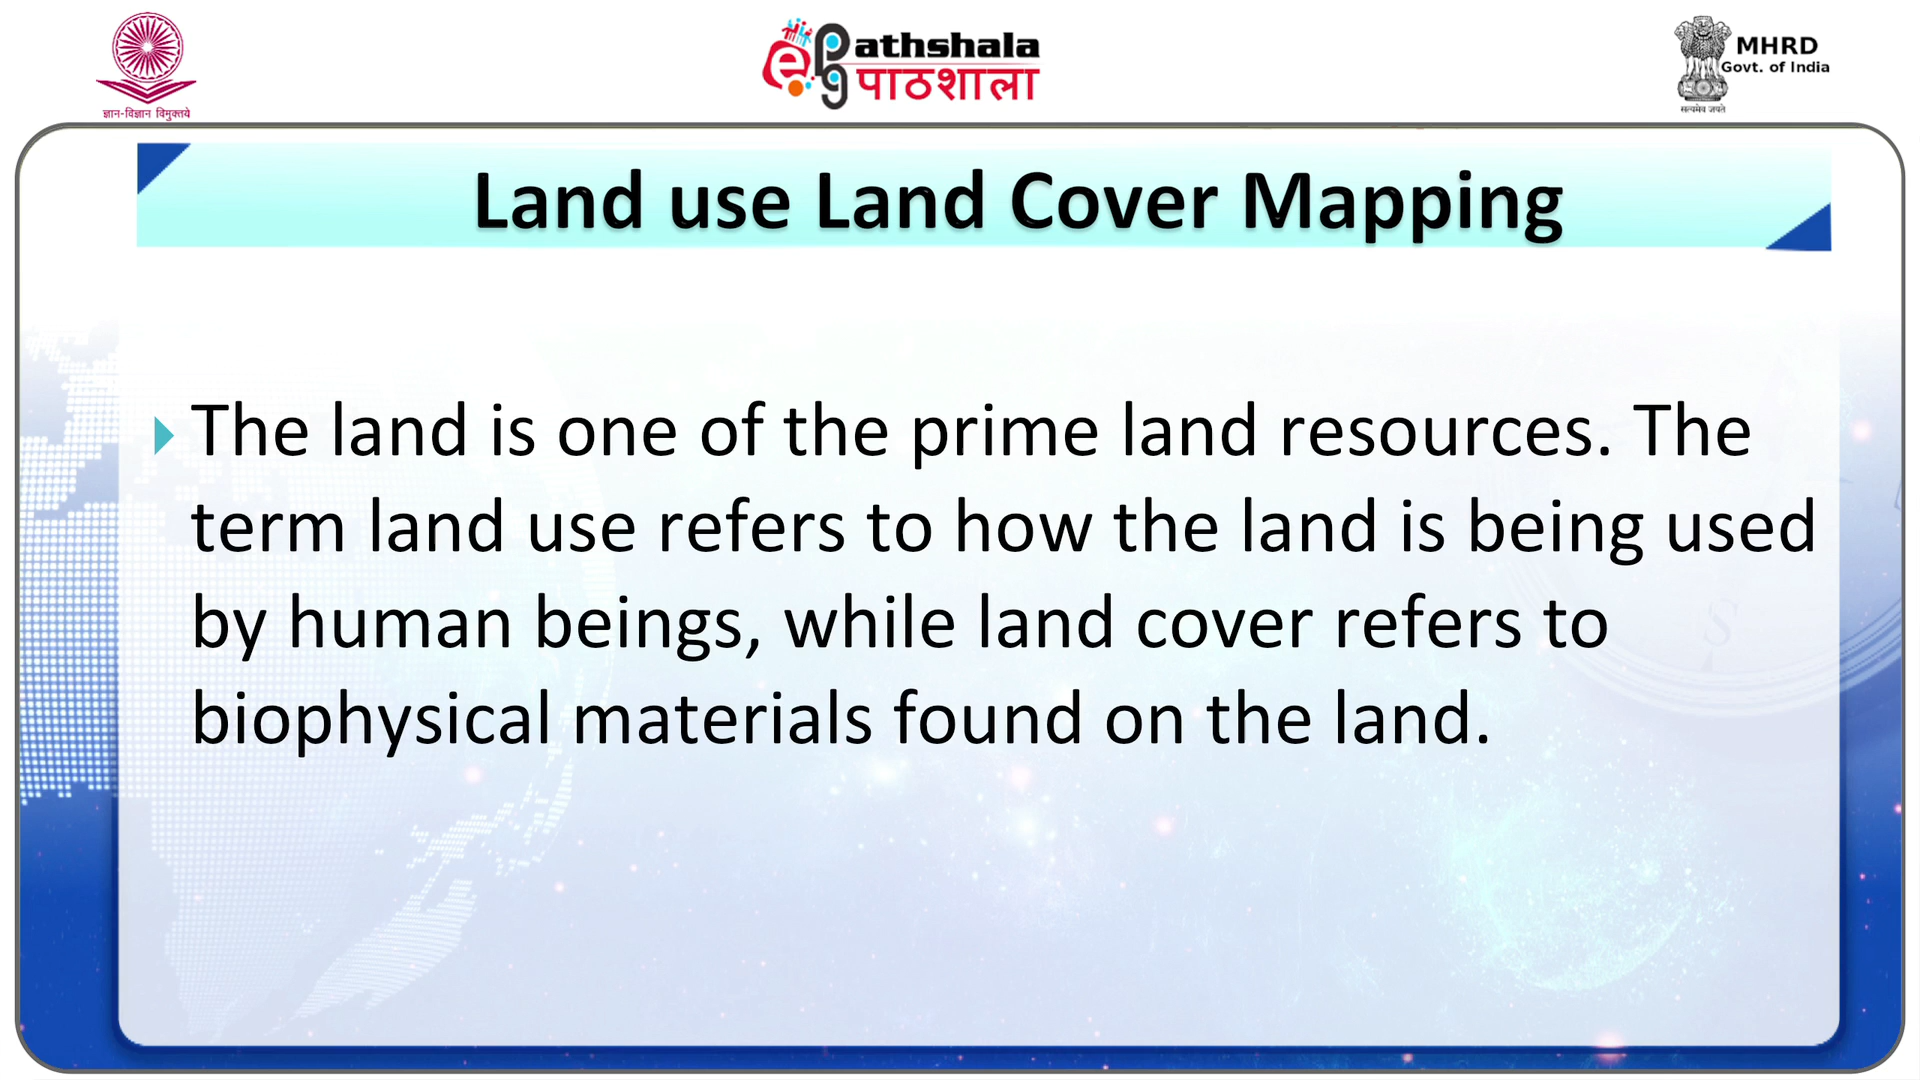 ज्ञान-विज्ञान विमुक्तये
epg athshala
पाठशाला
MHRD
Govt. of India
सत्यमेव जयते
Land use Land Cover Mapping
The land is one of the prime land resources. The
term land use refers to how the land is being used
by human beings, while land cover refers to
biophysical materials found on the land.
S